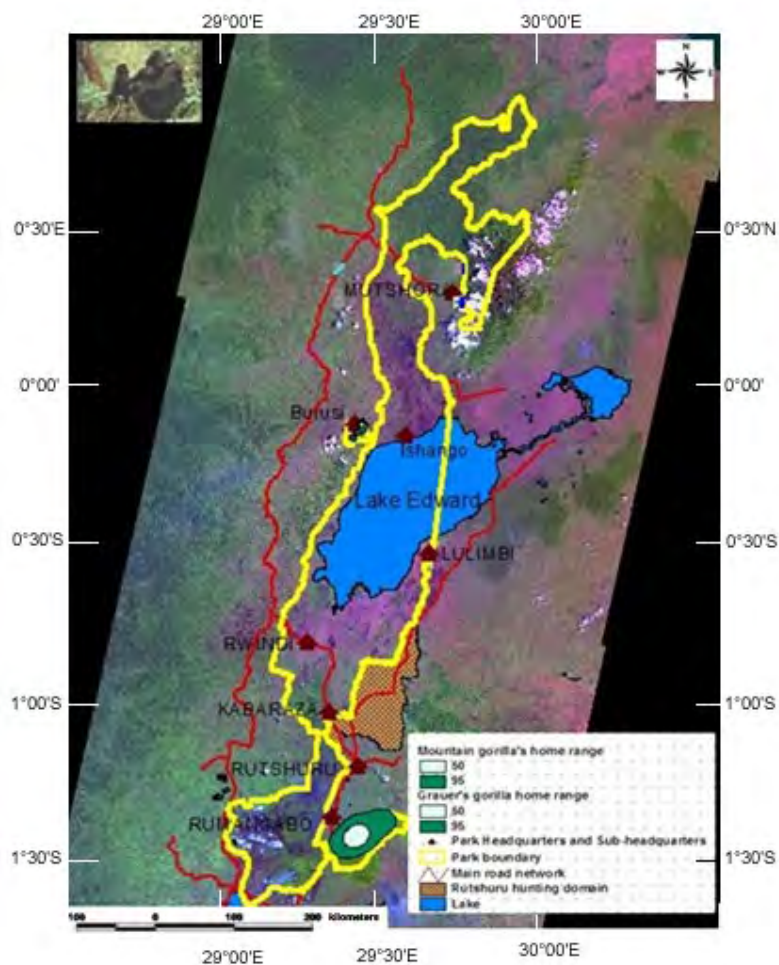 29°00'E 29°30'E 30°00'E
N
W E
S
0°30'E 0°30'N
MUTSHORA
0°00' 0°00'
Ishango
Lake Edward
0°30'S 0°30'S
LULIMBI
RWINDI
1°00'S 1°00'S
KABARAZA
RUTSHURU
RUMANGABO
1°30'S 1°30'S
Mountain gorilla's home range
50
95
Grauer's gorilla home range
50
95
Park Headquarters and Sub-headquarters
Park boundary
Main road network
Rutshuru hunting domain
Lake
100 0 100 200 kilometers
29°00'E 29°30'E 30°00'E